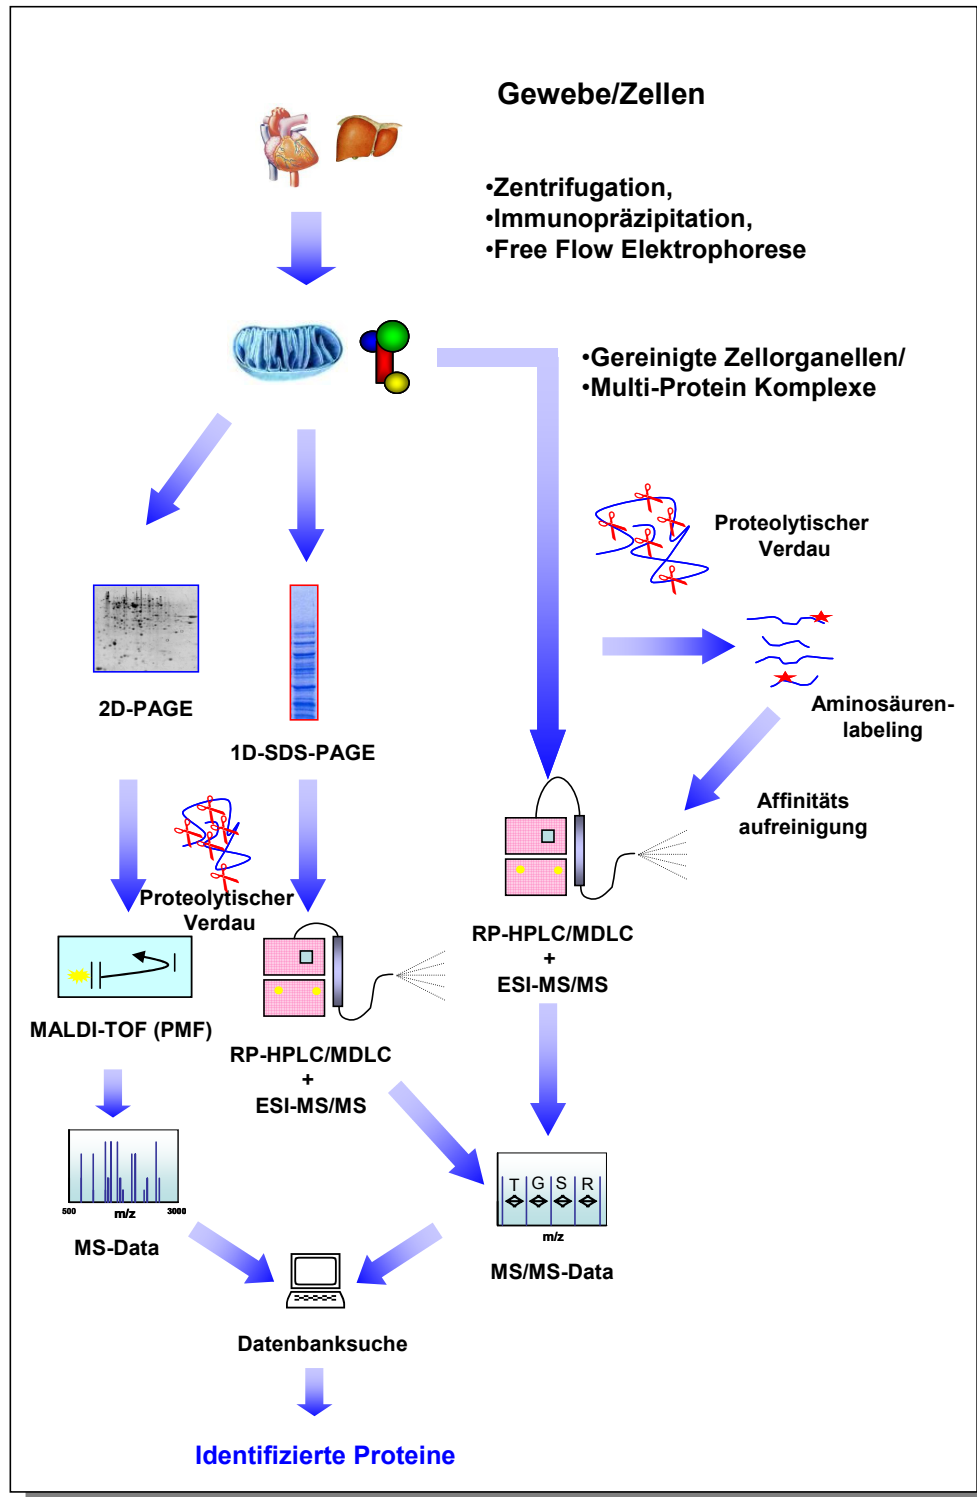 Gewebe/Zellen
•Zentrifugation,
•Immunopräzipitation,
•Free Flow Elektrophorese
•Gereinigte Zellorganellen/
•Multi-Protein Komplexe
Proteolytischer
Verdau
2D-PAGE
1D-SDS-PAGE
Aminosäuren-
labeling
Affinitäts
aufreinigung
Proteolytischer
Verdau
RP-HPLC/MDLC
+
ESI-MS/MS
MALDI-TOF (PMF)
RP-HPLC/MDLC
+
ESI-MS/MS
500 m/z 3000
MS-Data
T G S R
m/z
MS/MS-Data
Datenbanksuche
Identifizierte Proteine